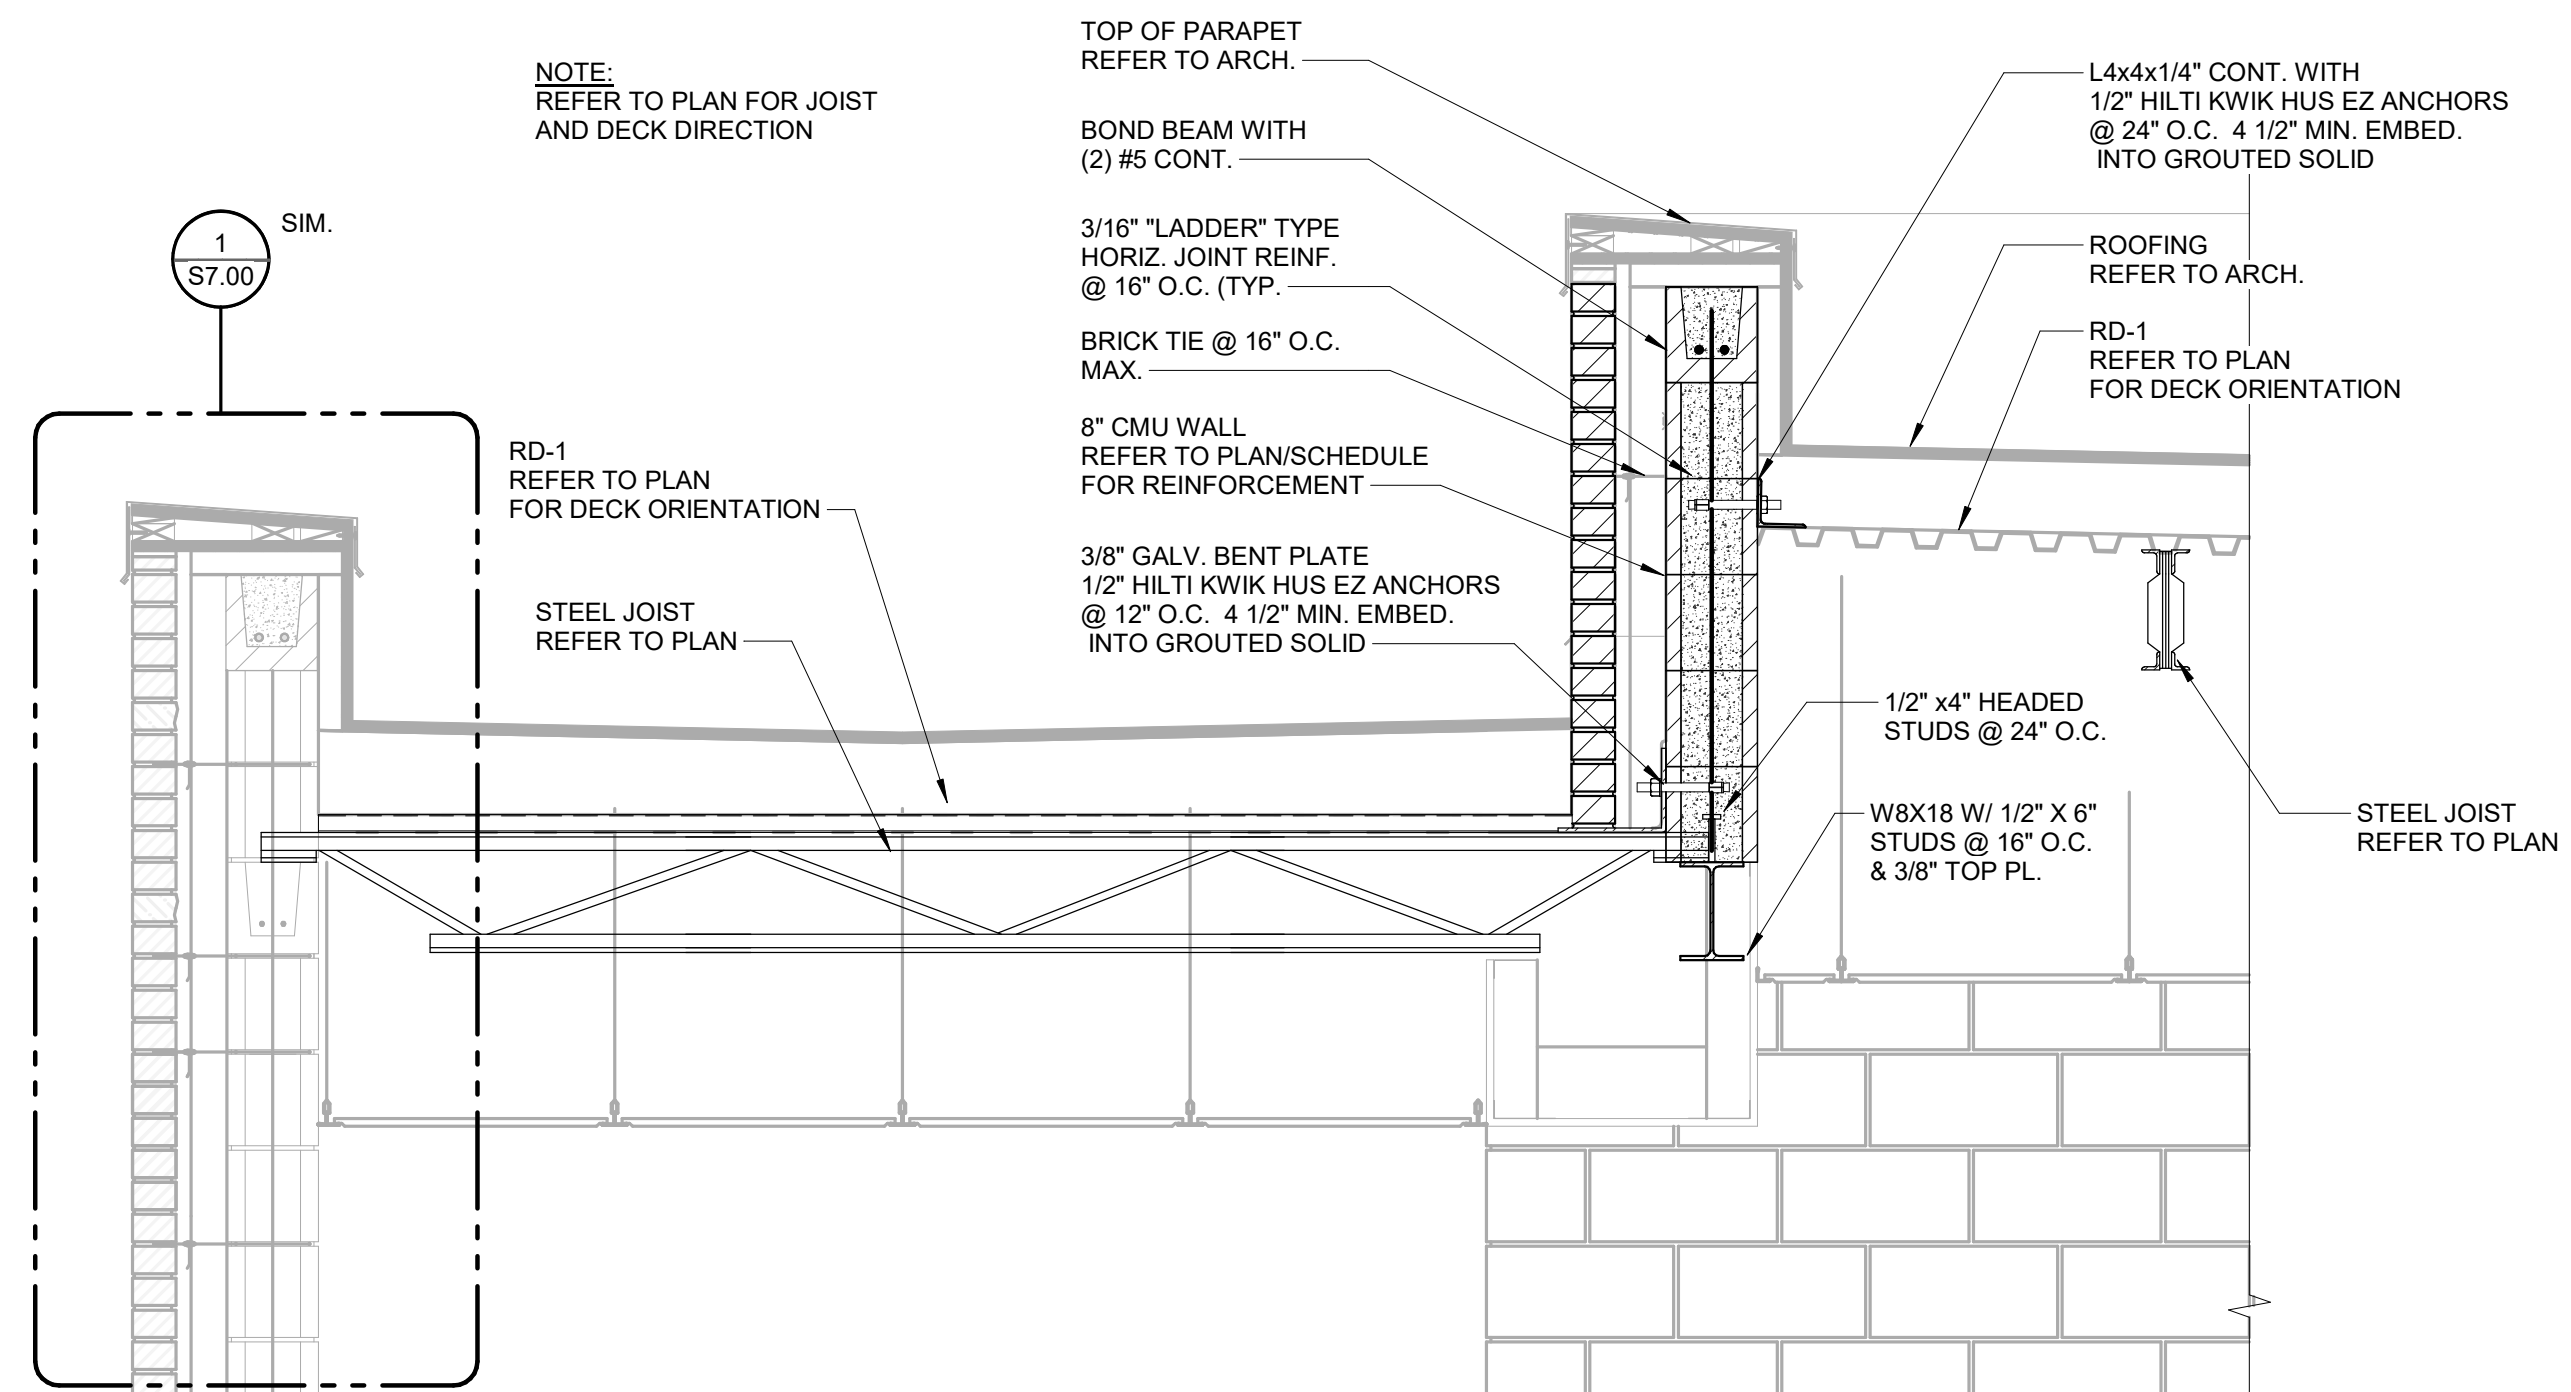 NOTE:
REFER TO PLAN FOR JOIST
AND DECK DIRECTION
1
S7.00
SIM.
RD-1
REFER TO PLAN
FOR DECK ORIENTATION
STEEL JOIST
REFER TO PLAN
TOP OF PARAPET
REFER TO ARCH.
BOND BEAM WITH
(2) #5 CONT.
3/16" "LADDER" TYPE
HORIZ. JOINT REINF.
@ 16" O.C. (TYP.
BRICK TIE @ 16" O.C.
MAX.
8" CMU WALL
REFER TO PLAN/SCHEDULE
FOR REINFORCEMENT
3/8" GALV. BENT PLATE
1/2" HILTI KWIK HUS EZ ANCHORS
@ 12" O.C.  4 1/2" MIN. EMBED.
INTO GROUTED SOLID
L4x4x1/4" CONT. WITH
1/2" HILTI KWIK HUS EZ ANCHORS
@ 24" O.C.  4 1/2" MIN. EMBED.
INTO GROUTED SOLID
ROOFING
REFER TO ARCH.
RD-1
REFER TO PLAN
FOR DECK ORIENTATION
1/2" x4" HEADED
STUDS @ 24" O.C.
W8X18 W/ 1/2" X 6"
STUDS @ 16" O.C.
& 3/8" TOP PL.
STEEL JOIST
REFER TO PLAN